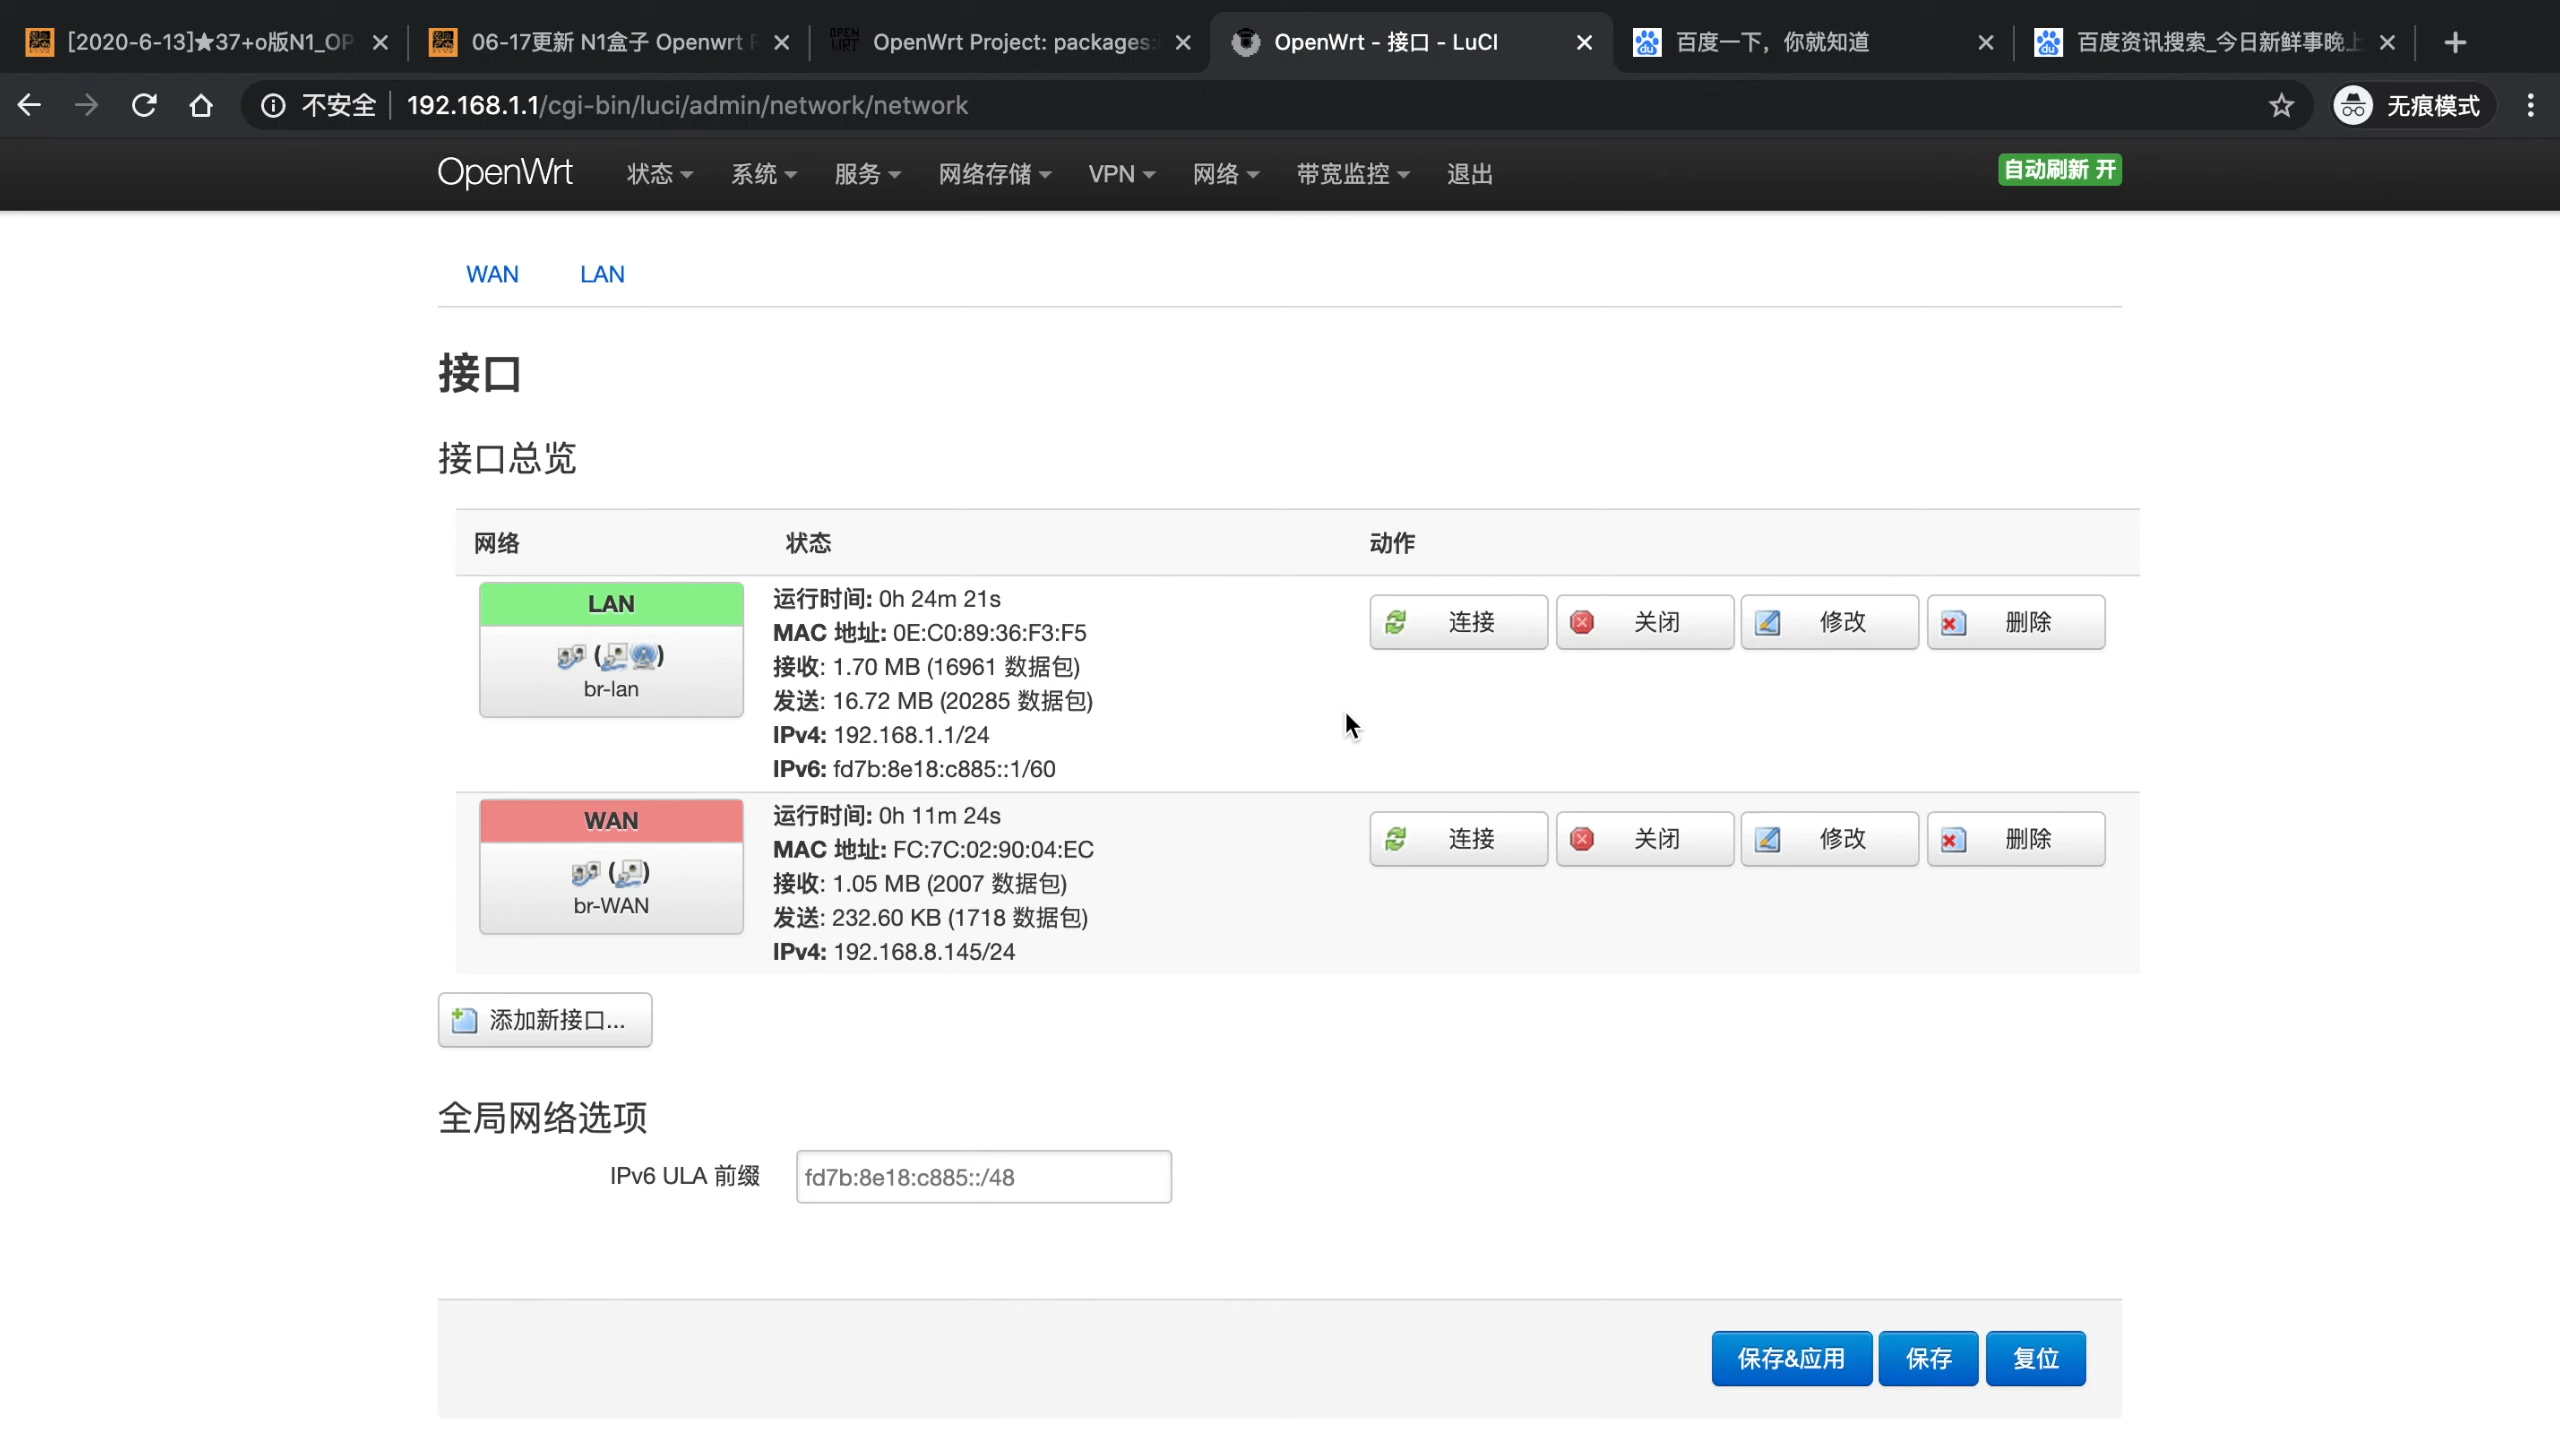 [2020-6-13]★37+o版N1_OP
06-17更新 N1盒子 Openwrt F
OPEN WRT
OpenWrt Project: packages:
OpenWrt - 接口 - LuCI
百度一下，你就知道
百度资讯搜索_今日新鲜事晚上
不安全 192.168.1.1/cgi-bin/luci/admin/network/network
无痕模式
OpenWrt 状态 系统 服务 网络存储 VPN 网络 带宽监控 退出
自动刷新 开
WAN LAN
接口
接口总览
网络 状态 动作
LAN
br-lan
运行时间: 0h 24m 21s
MAC 地址: 0E:C0:89:36:F3:F5
接收: 1.70 MB (16961 数据包)
发送: 16.72 MB (20285 数据包)
IPv4: 192.168.1.1/24
IPv6: fd7b:8e18:c885::1/60
连接 关闭 修改 删除
WAN
br-WAN
运行时间: 0h 11m 24s
MAC 地址: FC:7C:02:90:04:EC
接收: 1.05 MB (2007 数据包)
发送: 232.60 KB (1718 数据包)
IPv4: 192.168.8.145/24
连接 关闭 修改 删除
添加新接口...
全局网络选项
IPv6 ULA 前缀 fd7b:8e18:c885::/48
保存&应用 保存 复位